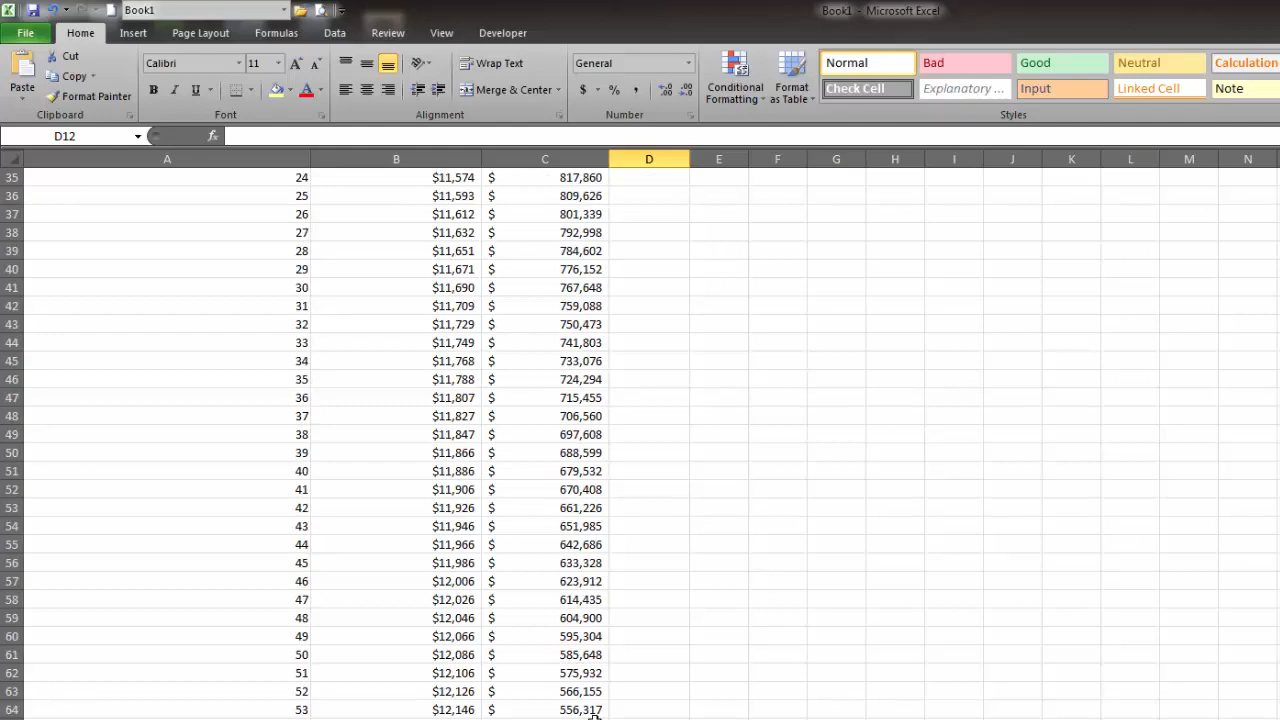 Book1
Book1 - Microsoft Excel
File Home Insert Page Layout Formulas Data Review View Developer
Cut
Calibri 11 A A Wrap Text General Normal Bad Good Neutral Calculation
Copy
Paste Format Painter B I U A Merge & Center $ % , Conditional Formatting Format as Table Check Cell Explanatory ... Input Linked Cell Note
Clipboard Font Alignment Number Styles
D12 fx
A B C D E F G H I J K L M N
35 24 $11,574 $ 817,860
36 25 $11,593 $ 809,626
37 26 $11,612 $ 801,339
38 27 $11,632 $ 792,998
39 28 $11,651 $ 784,602
40 29 $11,671 $ 776,152
41 30 $11,690 $ 767,648
42 31 $11,709 $ 759,088
43 32 $11,729 $ 750,473
44 33 $11,749 $ 741,803
45 34 $11,768 $ 733,076
46 35 $11,788 $ 724,294
47 36 $11,807 $ 715,455
48 37 $11,827 $ 706,560
49 38 $11,847 $ 697,608
50 39 $11,866 $ 688,599
51 40 $11,886 $ 679,532
52 41 $11,906 $ 670,408
53 42 $11,926 $ 661,226
54 43 $11,946 $ 651,985
55 44 $11,966 $ 642,686
56 45 $11,986 $ 633,328
57 46 $12,006 $ 623,912
58 47 $12,026 $ 614,435
59 48 $12,046 $ 604,900
60 49 $12,066 $ 595,304
61 50 $12,086 $ 585,648
62 51 $12,106 $ 575,932
63 52 $12,126 $ 566,155
64 53 $12,146 $ 556,317